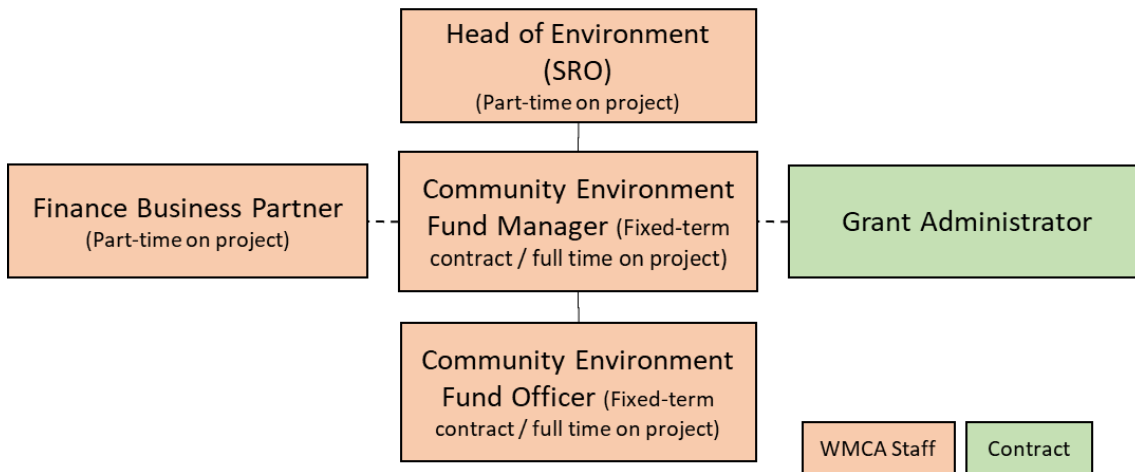 Head of Environment
(SRO)
(Part-time on project)
Finance Business Partner
(Part-time on project)
Community Environment
Fund Manager (Fixed-term
contract / full time on project)
Grant Administrator
Community Environment
Fund Officer (Fixed-term
contract / full time on project)
WMCA Staff
Contract